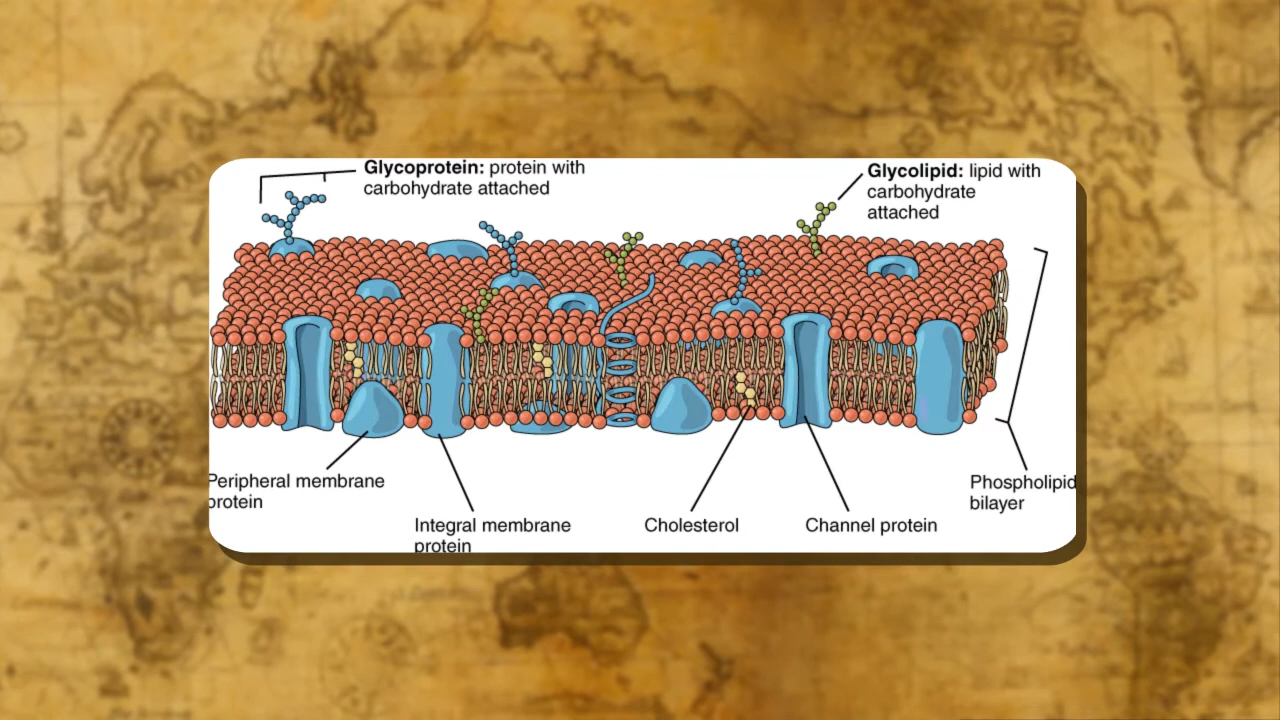 Glycoprotein: protein with
carbohydrate attached
Glycolipid: lipid with
carbohydrate
attached
Peripheral membrane
protein
Integral membrane
protein
Cholesterol
Channel protein
Phospholipid
bilayer